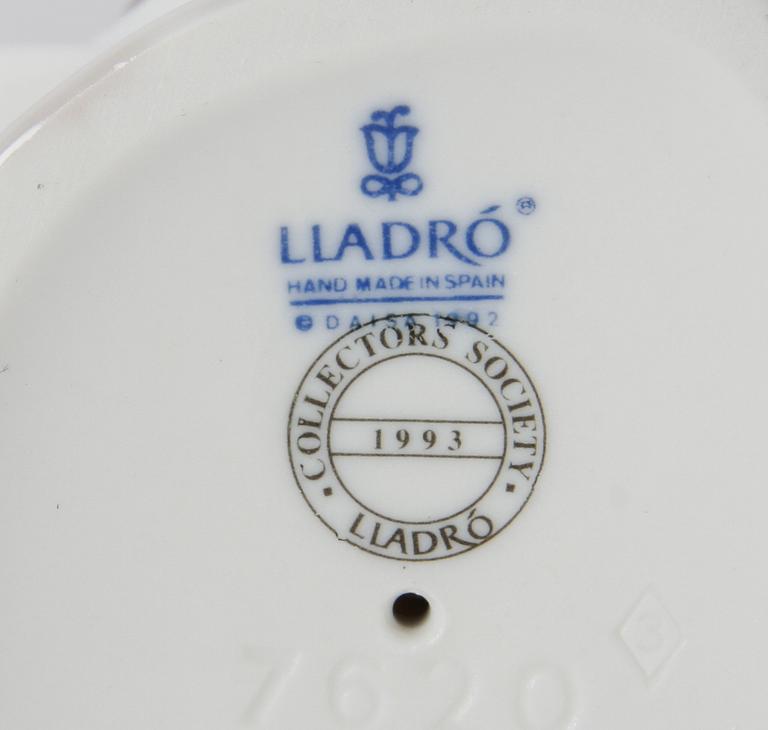 LLADRÓ®
HAND MADE IN SPAIN
© DAISA 1992
COLLECTORS SOCIETY
1993
LLADRÓ
7620